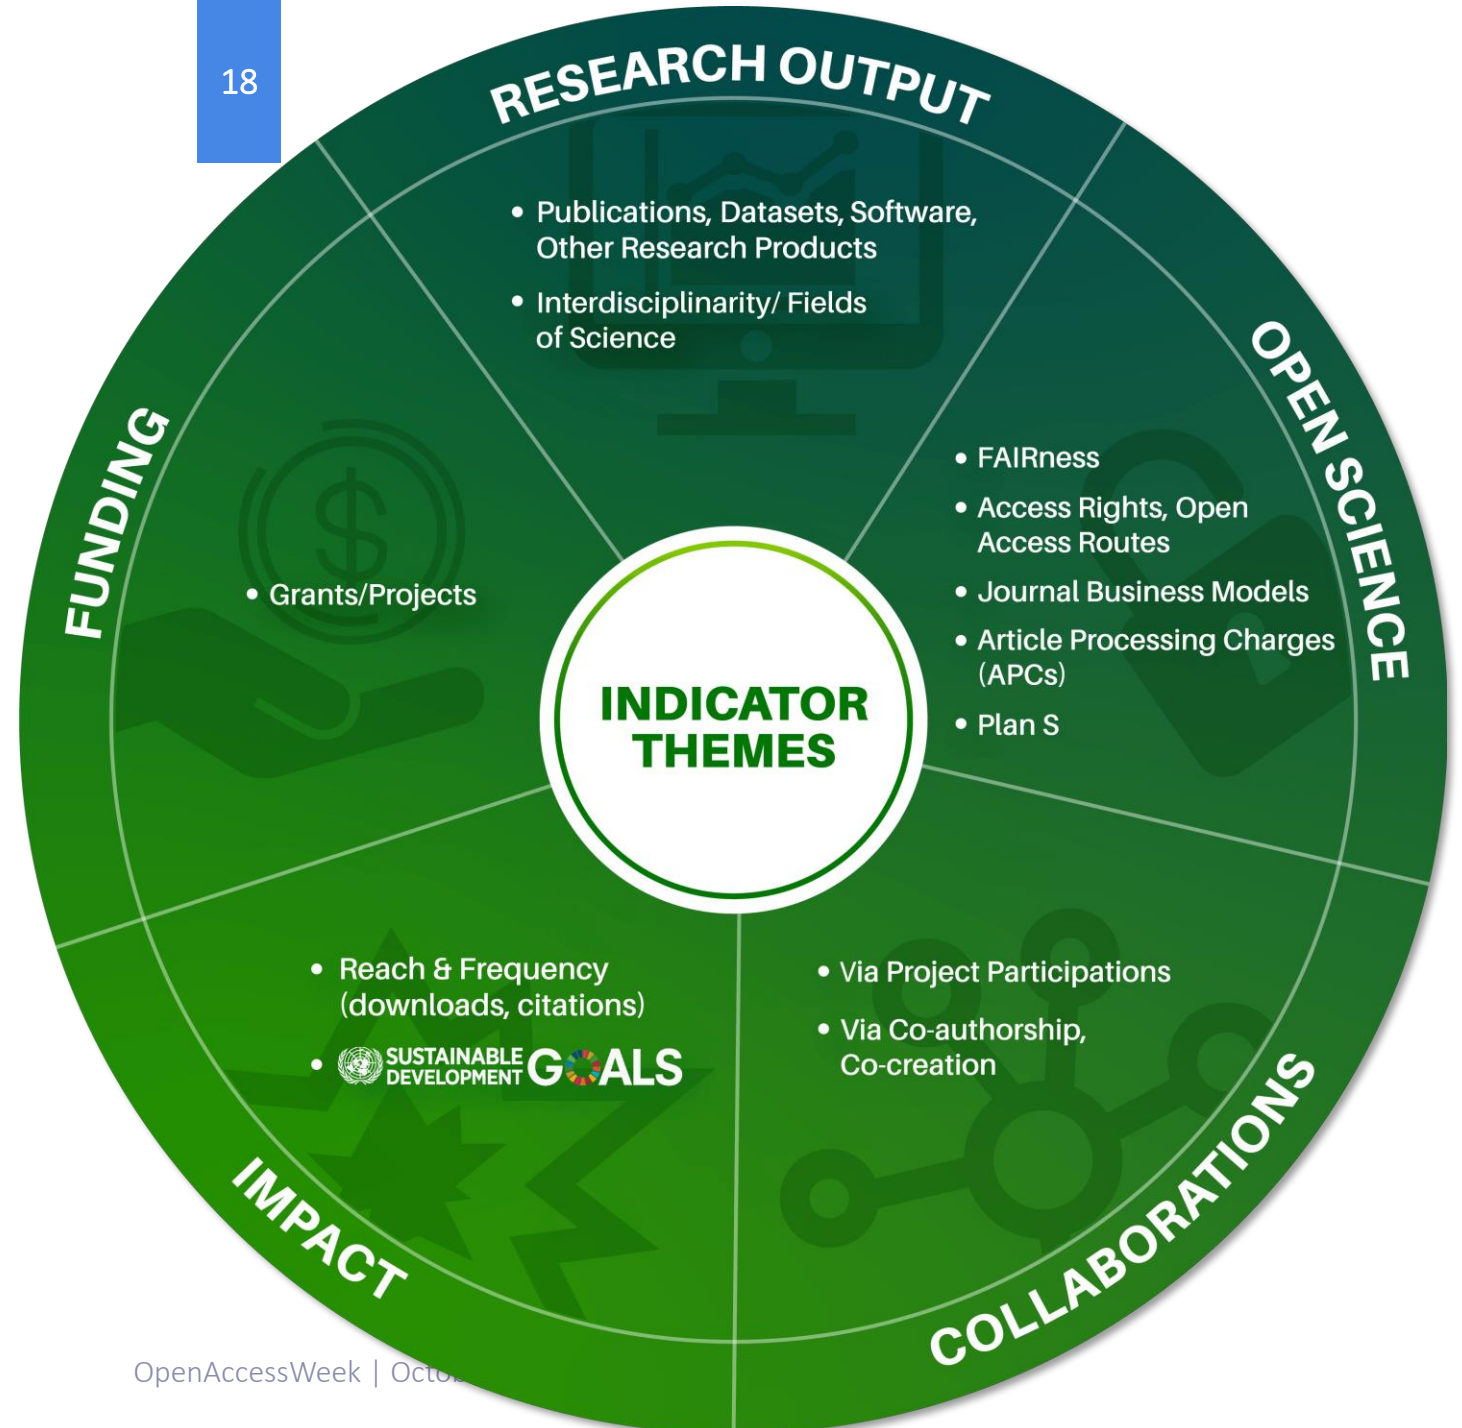 18
RESEARCH OUTPUT
• Publications, Datasets, Software,
Other Research Products
• Interdisciplinarity/ Fields
of Science
OPEN SCIENCE
• FAIRness
• Access Rights, Open
Access Routes
• Journal Business Models
• Article Processing Charges
(APCs)
• Plan S
FUNDING
• Grants/Projects
INDICATOR
THEMES
• Reach & Frequency
(downloads, citations)
• SUSTAINABLE
DEVELOPMENT GOALS
IMPACT
• Via Project Participations
• Via Co-authorship,
Co-creation
COLLABORATIONS
OpenAccessWeek |